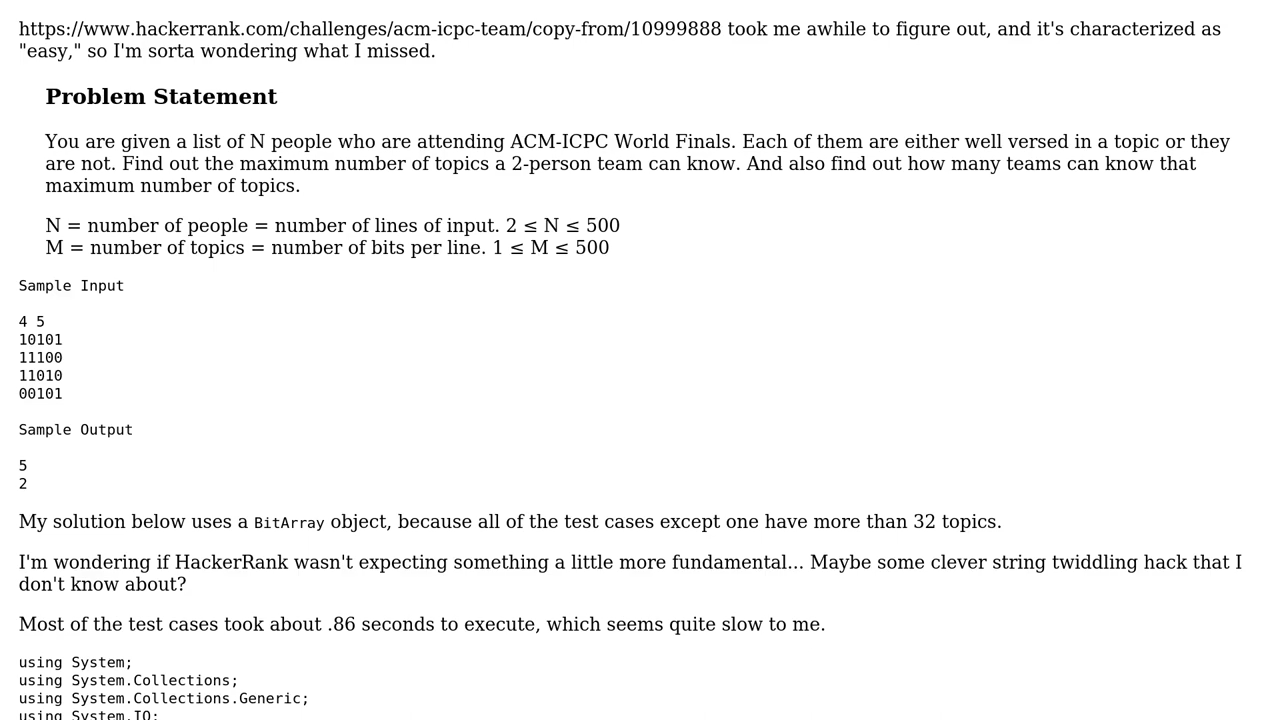 https://www.hackerrank.com/challenges/acm-icpc-team/copy-from/10999888 took me awhile to figure out, and it's characterized as
"easy," so I'm sorta wondering what I missed.
Problem Statement
You are given a list of N people who are attending ACM-ICPC World Finals. Each of them are either well versed in a topic or they
are not. Find out the maximum number of topics a 2-person team can know. And also find out how many teams can know that
maximum number of topics.
N = number of people = number of lines of input. 2 ≤ N ≤ 500
M = number of topics = number of bits per line. 1 ≤ M ≤ 500
Sample Input
4 5
10101
11100
11010
00101
Sample Output
5
2
My solution below uses a BitArray object, because all of the test cases except one have more than 32 topics.
I'm wondering if HackerRank wasn't expecting something a little more fundamental... Maybe some clever string twiddling hack that I
don't know about?
Most of the test cases took about .86 seconds to execute, which seems quite slow to me.
using System;
using System.Collections;
using System.Collections.Generic;
using System.IO;